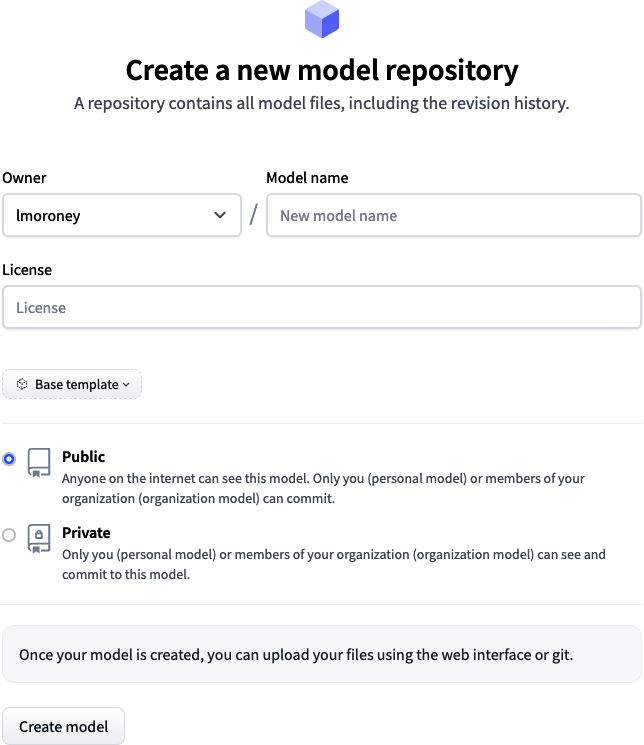 Create a new model repository
A repository contains all model files, including the revision history.
Owner
Model name
lmoroney
/
New model name
License
License
Base template
Public
Anyone on the internet can see this model. Only you (personal model) or members of your
organization (organization model) can commit.
Private
Only you (personal model) or members of your organization (organization model) can see and
commit to this model.
Once your model is created, you can upload your files using the web interface or git.
Create model